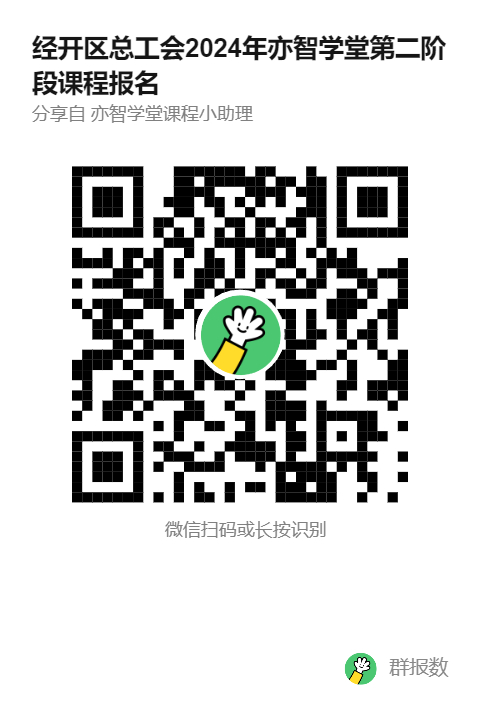 经开区总工会2024年亦智学堂第二阶
段课程报名
分享自 亦智学堂课程小助理
微信扫码或长按识别
群报数